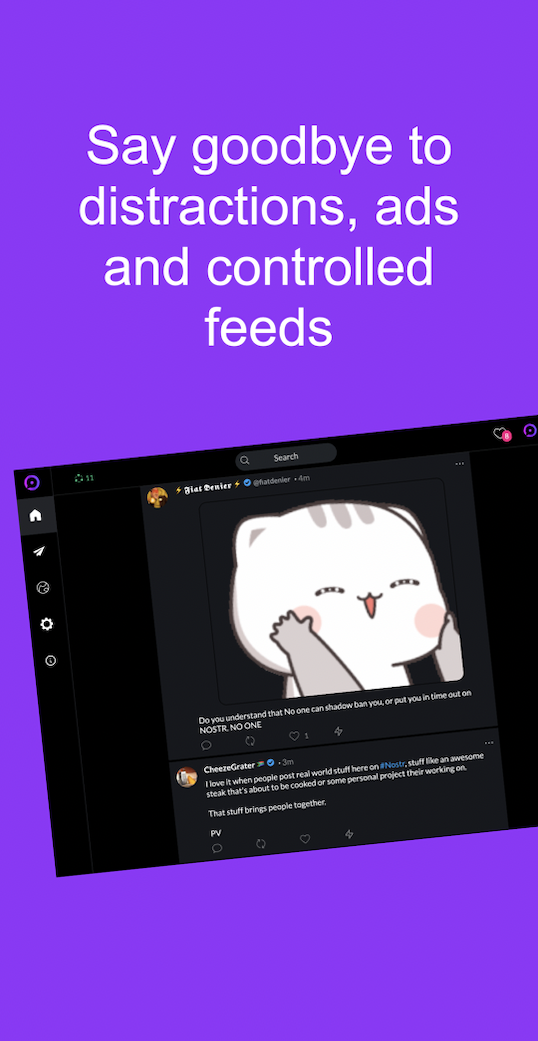 Say goodbye to
distractions, ads
and controlled
feeds
11
Search
8
⚡ 𝕱𝖎𝖆𝖙 𝕯𝖊𝖓𝖎𝖊𝖗 ⚡ @fiatdenier • 4m
Do you understand that No one can shadow ban you, or put you in time out on
NOSTR. NO ONE
1
CheezeGrater • 3m
I love it when people post real world stuff here on #Nostr, stuff like an awesome
steak that's about to be cooked or some personal project their working on.
That stuff brings people together.
PV